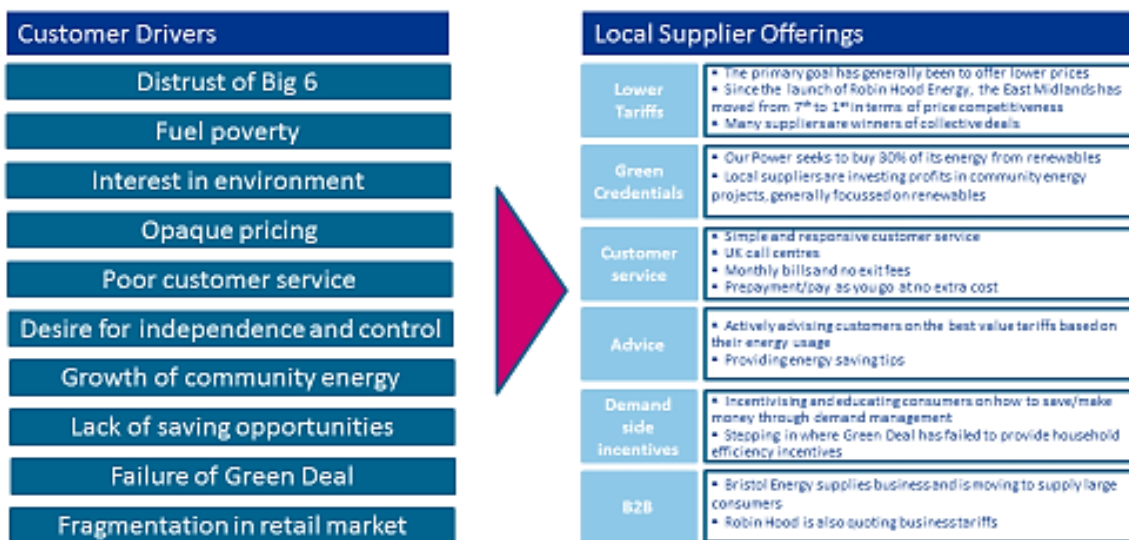 Customer Drivers
Distrust of Big 6
Fuel poverty
Interest in environment
Opaque pricing
Poor customer service
Desire for independence and control
Growth of community energy
Lack of saving opportunities
Failure of Green Deal
Fragmentation in retail market
Local Supplier Offerings
Lower
Tariffs
▪ The primary goal has generally been to offer lower prices
▪ Since the launch of Robin Hood Energy, the East Midlands has
moved from 7th to 1st in terms of price competitiveness
▪ Many suppliers are winners of collective deals
Green
Credentials
▪ Our Power seeks to buy 30% of its energy from renewables
▪ Local suppliers are investing profits in community energy
projects, generally focussed on renewables
Customer
service
▪ Simple and responsive customer service
▪ UK call centres
▪ Monthly bills and no exit fees
▪ Prepayment/pay as you go at no extra cost
Advice
▪ Actively advising customers on the best value tariffs based on
their energy usage
▪ Providing energy saving tips
Demand
side
incentives
▪ Incentivising and educating consumers on how to save/make
money through demand management
▪ Stepping in where Green Deal has failed to provide household
efficiency incentives
B2B
▪ Bristol Energy supplies business and is moving to supply large
consumers
▪ Robin Hood is also quoting business tariffs